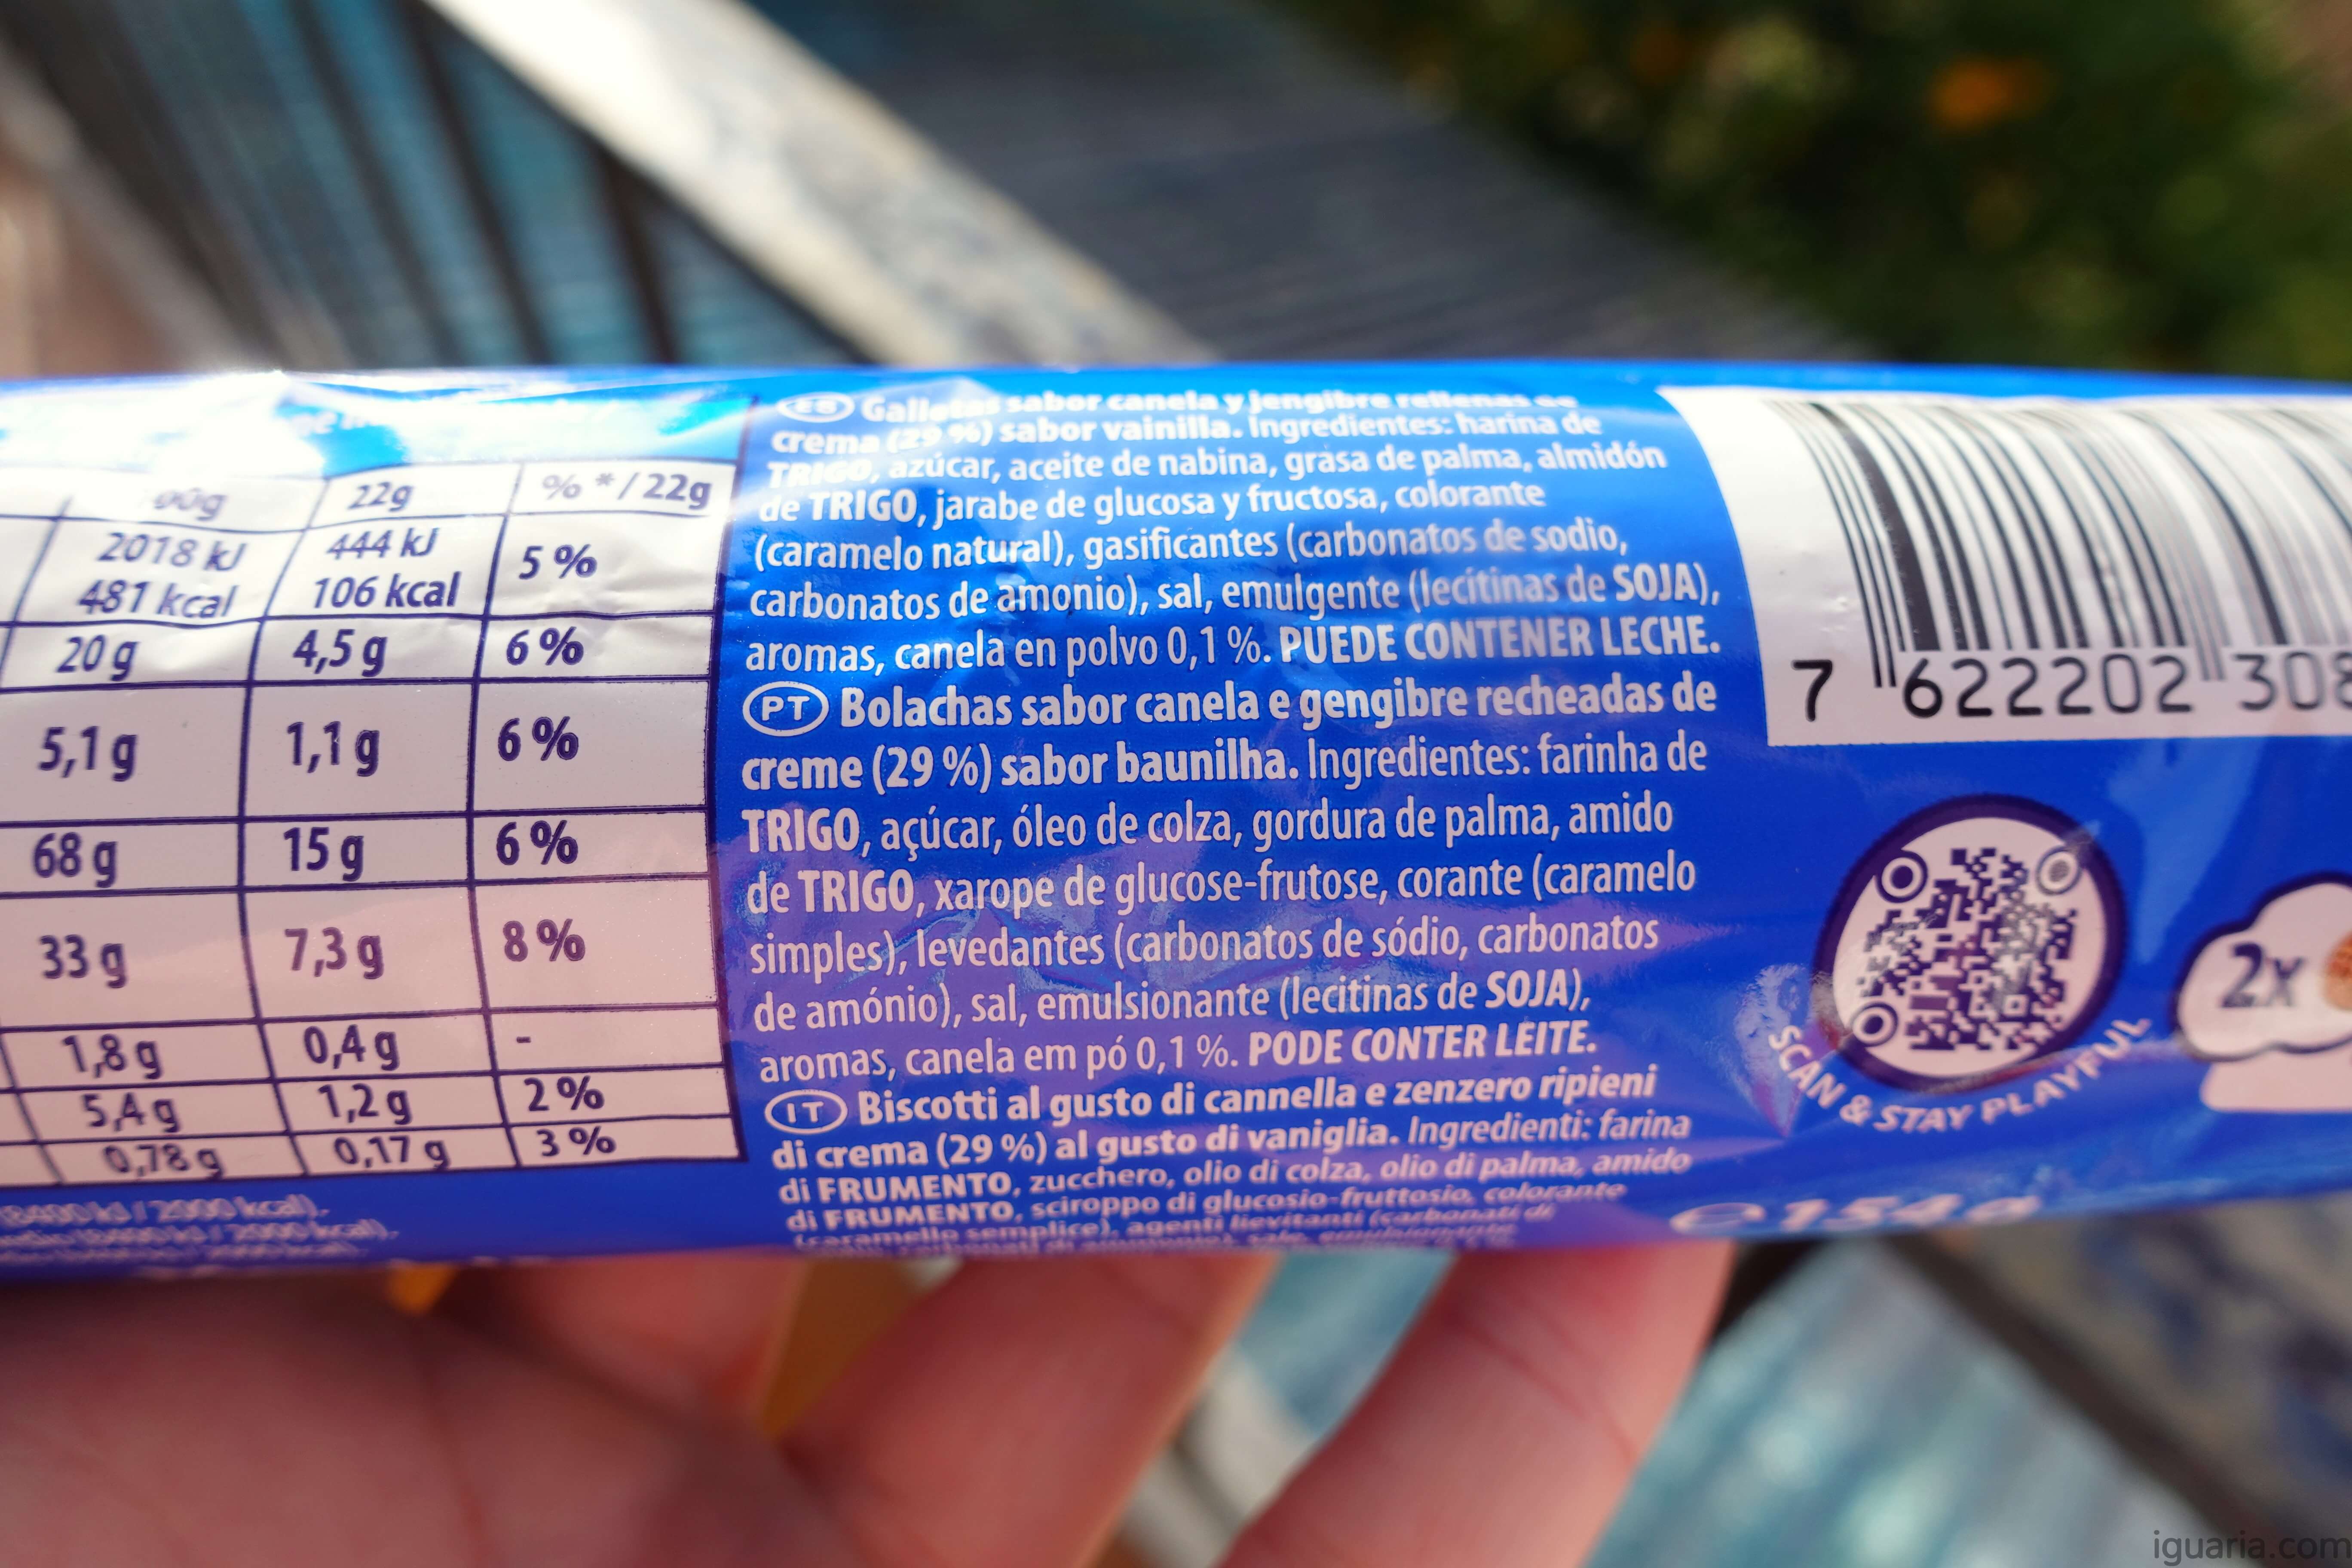 22g
% */22g
2018 kJ
444 kJ
5 %
481 kcal
106 kcal
20 g
4,5 g
6 %
5,1 g
1,1 g
6 %
68 g
15 g
6 %
33 g
7,3 g
8 %
1,8 g
0,4 g
-
5,4 g
1,2 g
2 %
0,78 g
0,17 g
3 %
ES Galletas sabor canela y jengibre rellenas de
crema (29 %) sabor vainilla. Ingredientes: harina de
TRIGO, azúcar, aceite de nabina, grasa de palma, almidón
de TRIGO, jarabe de glucosa y fructosa, colorante
(caramelo natural), gasificantes (carbonatos de sodio,
carbonatos de amonio), sal, emulgente (lecitinas de SOJA),
aromas, canela en polvo 0,1 %. PUEDE CONTENER LECHE.
PT Bolachas sabor canela e gengibre recheadas de
creme (29 %) sabor baunilha. Ingredientes: farinha de
TRIGO, açúcar, óleo de colza, gordura de palma, amido
de TRIGO, xarope de glucose-frutose, corante (caramelo
simples), levedantes (carbonatos de sódio, carbonatos
de amónio), sal, emulsionante (lecitinas de SOJA),
aromas, canela em pó 0,1 %. PODE CONTER LEITE.
IT Biscotti al gusto di cannella e zenzero ripieni
di crema (29 %) al gusto di vaniglia. Ingredienti: farina
di FRUMENTO, zucchero, olio di colza, olio di palma, amido
di FRUMENTO, sciroppo di glucosio-fruttosio, colorante
(caramello semplice), agenti lievitanti (carbonati di
7 622202 308
SCAN & STAY PLAYFUL
2x
e 154 g
iguaria.com